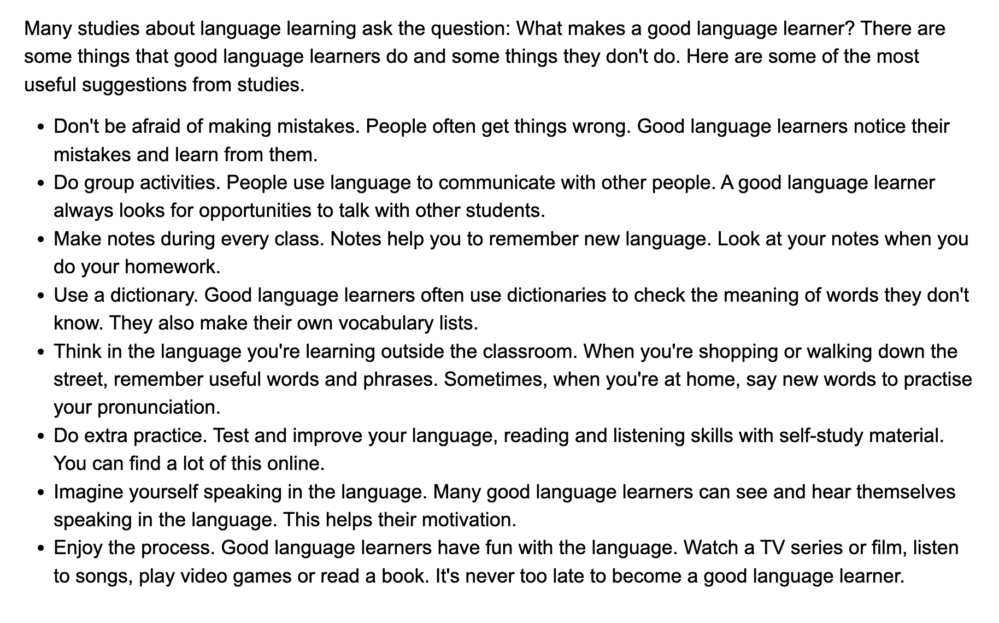 Many studies about language learning ask the question: What makes a good language learner? There are
some things that good language learners do and some things they don't do. Here are some of the most
useful suggestions from studies.
• Don't be afraid of making mistakes. People often get things wrong. Good language learners notice their
mistakes and learn from them.
• Do group activities. People use language to communicate with other people. A good language learner
always looks for opportunities to talk with other students.
• Make notes during every class. Notes help you to remember new language. Look at your notes when you
do your homework.
• Use a dictionary. Good language learners often use dictionaries to check the meaning of words they don't
know. They also make their own vocabulary lists.
• Think in the language you're learning outside the classroom. When you're shopping or walking down the
street, remember useful words and phrases. Sometimes, when you're at home, say new words to practise
your pronunciation.
• Do extra practice. Test and improve your language, reading and listening skills with self-study material.
You can find a lot of this online.
• Imagine yourself speaking in the language. Many good language learners can see and hear themselves
speaking in the language. This helps their motivation.
• Enjoy the process. Good language learners have fun with the language. Watch a TV series or film, listen
to songs, play video games or read a book. It's never too late to become a good language learner.